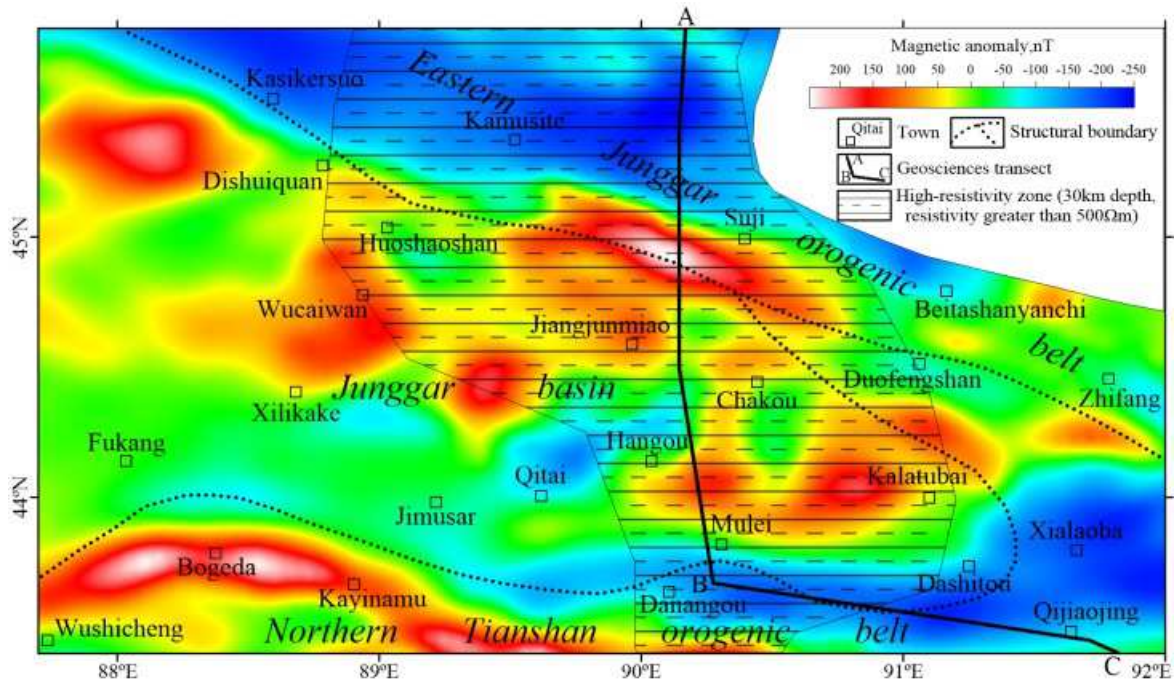 A
Magnetic anomaly,nT
200 150 100 50 0 -50 -100 -150 -200 -250
Qitai Town Structural boundary
A B C Geosciences transect
High-resistivity zone (30km depth,
resistivity greater than 500Ωm)
Kasikersuo
Eastern
Kamusite
Dishuiquan
Junggar
Suji
45°N
Huoshaoshan
orogenic
Wucaiwan
Beitashanyanchi
Jiangjunmiao
belt
Junggar basin
Duofengshan
Chakou
Zhifang
Xilikake
Fukang
Hangou
Qitai
Kalatubai
44°N
Jimusar
Mulei
Xialaoba
Bogeda
Kayinamu
B
Danangou
Dashitou
Wushicheng
Northern Tianshan orogenic belt
Qijiaojing
88°E 89°E 90°E 91°E 92°E
C